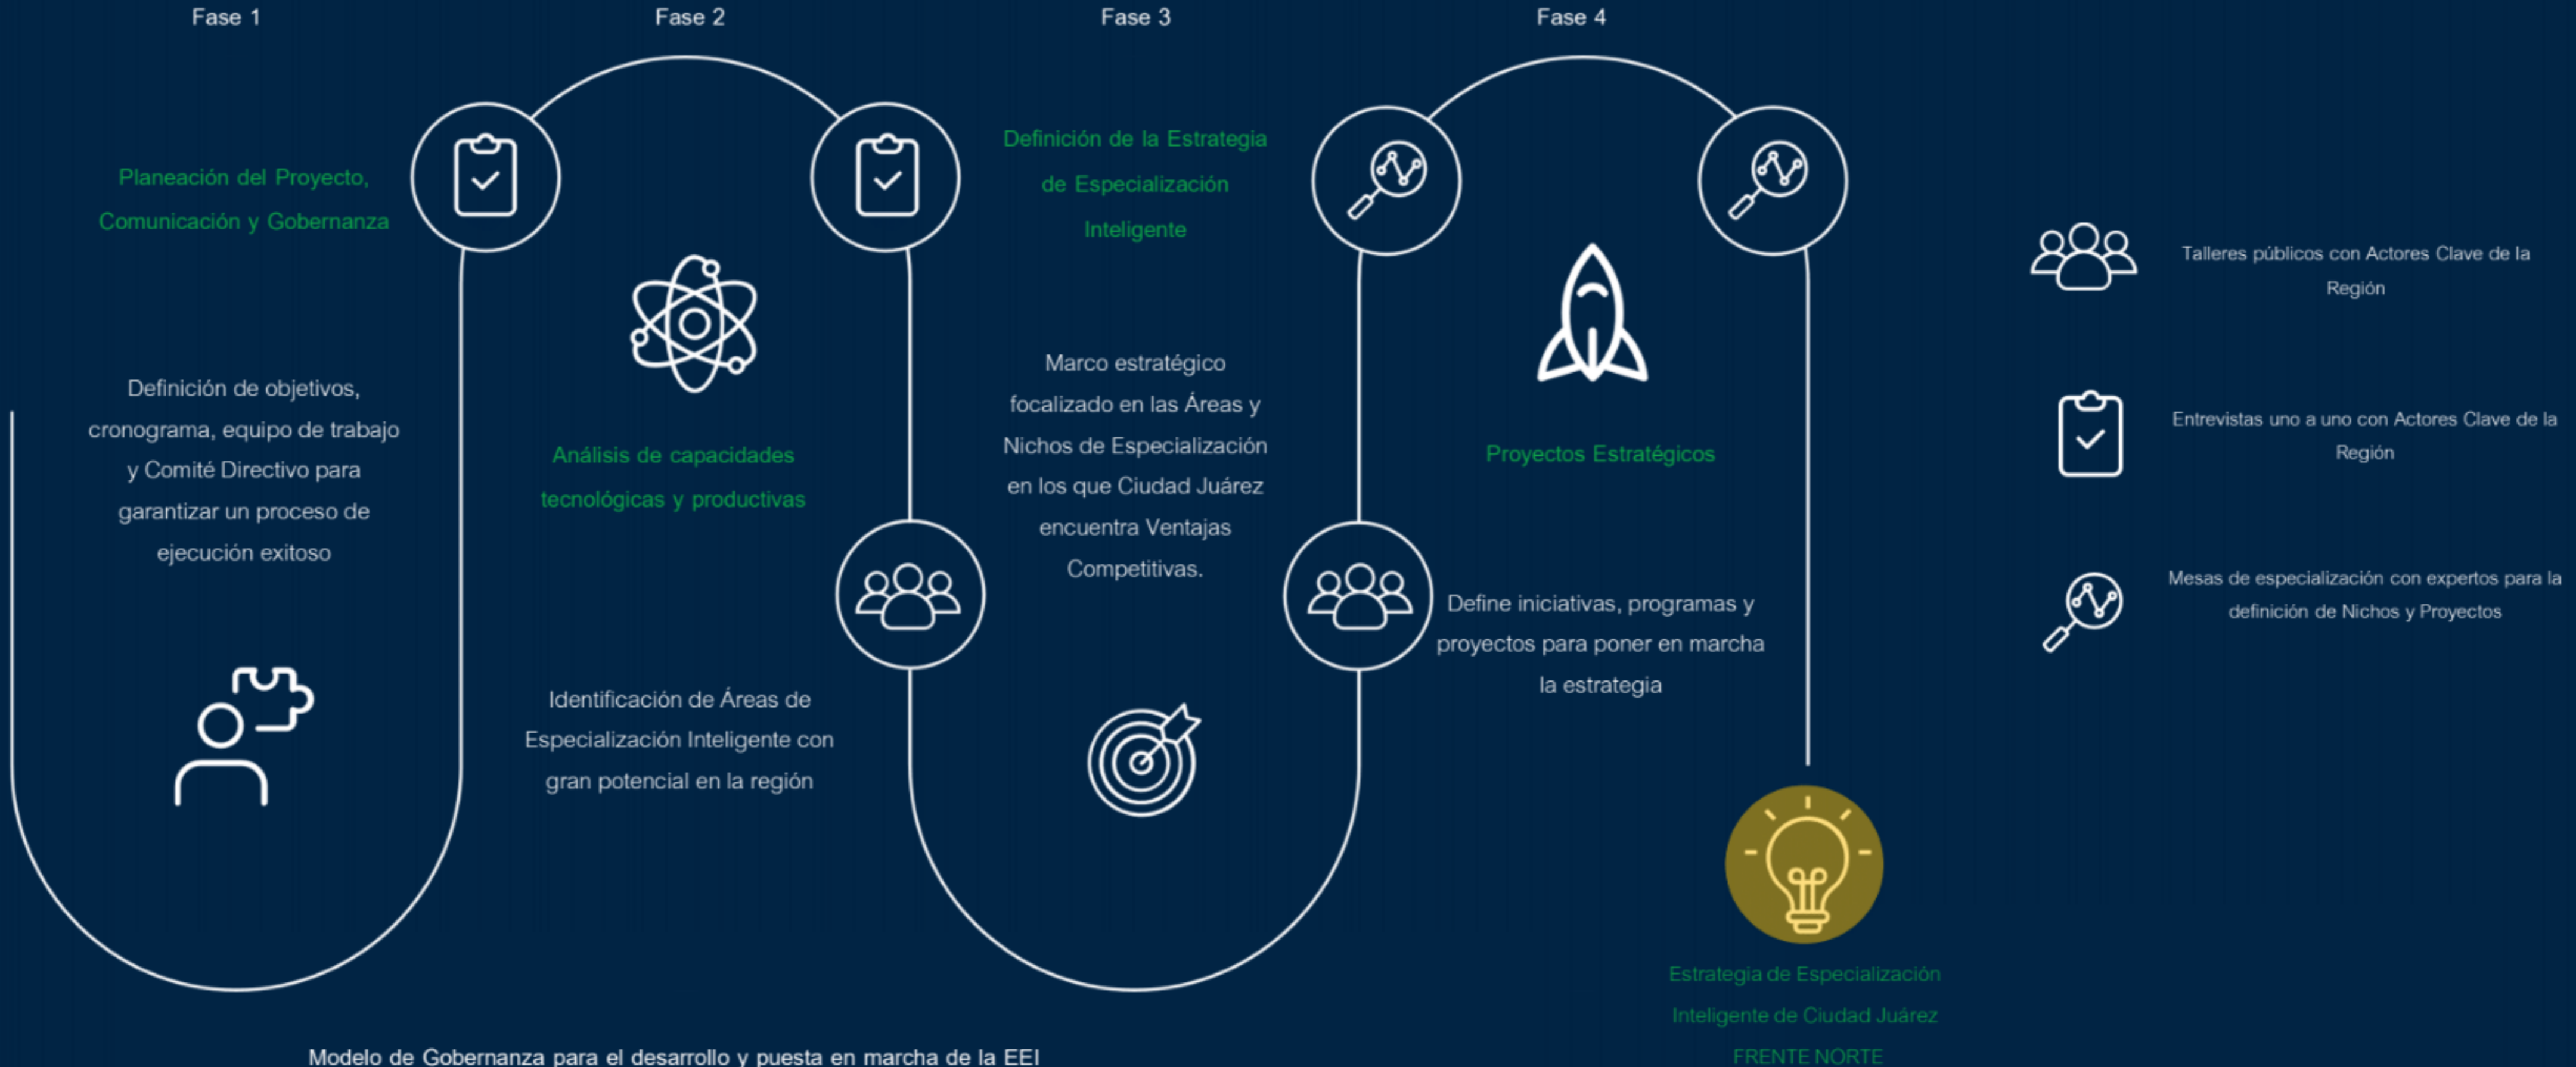 Fase 1
Planeación del Proyecto,
Comunicación y Gobernanza
Definición de objetivos,
cronograma, equipo de trabajo
y Comité Directivo para
garantizar un proceso de
ejecución exitoso
Fase 2
Análisis de capacidades
tecnológicas y productivas
Identificación de Áreas de
Especialización Inteligente con
gran potencial en la región
Fase 3
Definición de la Estrategia
de Especialización
Inteligente
Marco estratégico
focalizado en las Áreas y
Nichos de Especialización
en los que Ciudad Juárez
encuentra Ventajas
Competitivas.
Fase 4
Proyectos Estratégicos
Define iniciativas, programas y
proyectos para poner en marcha
la estrategia
Estrategia de Especialización
Inteligente de Ciudad Juárez
FRENTE NORTE
Talleres públicos con Actores Clave de la
Región
Entrevistas uno a uno con Actores Clave de la
Región
Mesas de especialización con expertos para la
definición de Nichos y Proyectos
Modelo de Gobernanza para el desarrollo y puesta en marcha de la EEI